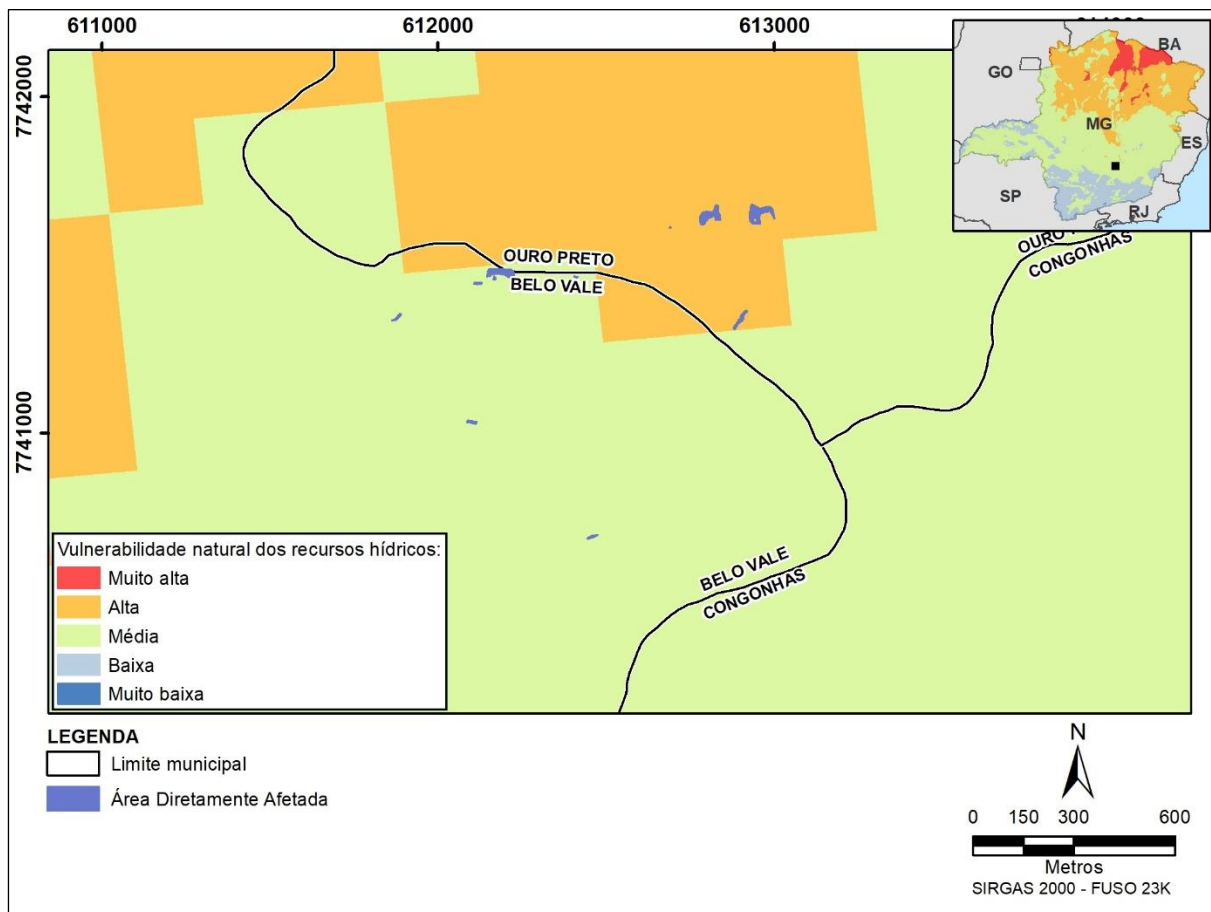 611000
612000
613000
7742000
7741000
BA
GO
MG
ES
SP
RJ
OURO PRETO
BELO VALE
CONGONHAS
BELO VALE
CONGONHAS
Vulnerabilidade natural dos recursos hídricos:
Muito alta
Alta
Média
Baixa
Muito baixa
LEGENDA
Limite municipal
Área Diretamente Afetada
N
0 150 300 600
Metros
SIRGAS 2000 - FUSO 23K